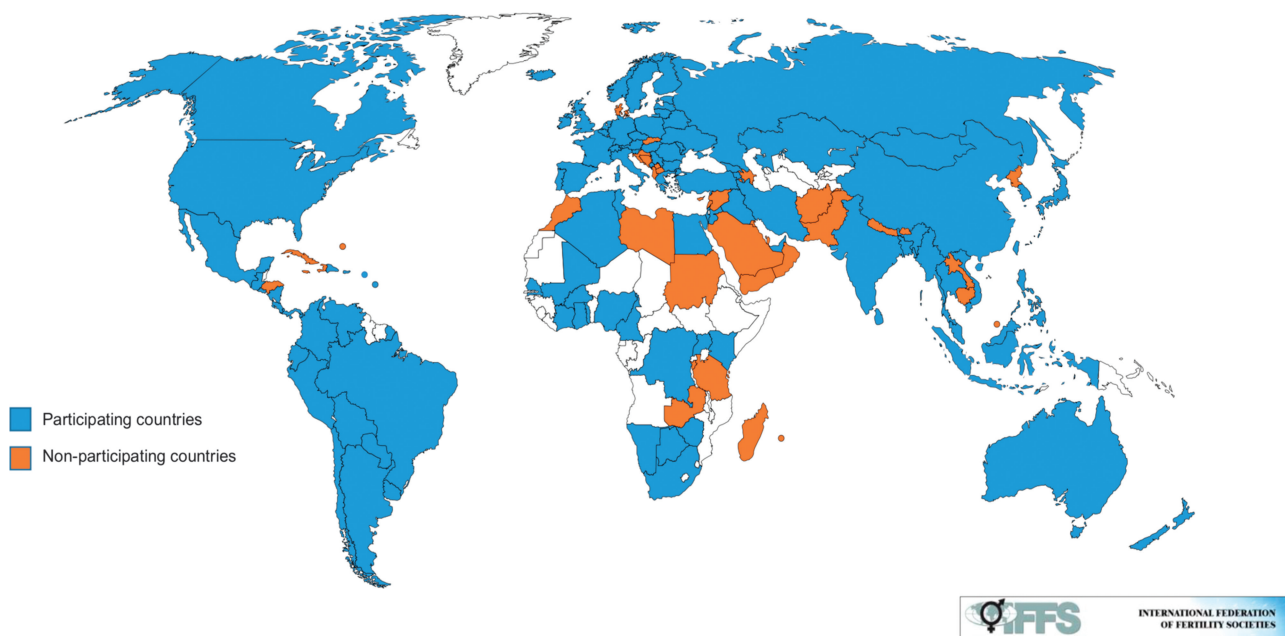 Participating countries
Non-participating countries
IFFS
INTERNATIONAL FEDERATION
OF FERTILITY SOCIETIES